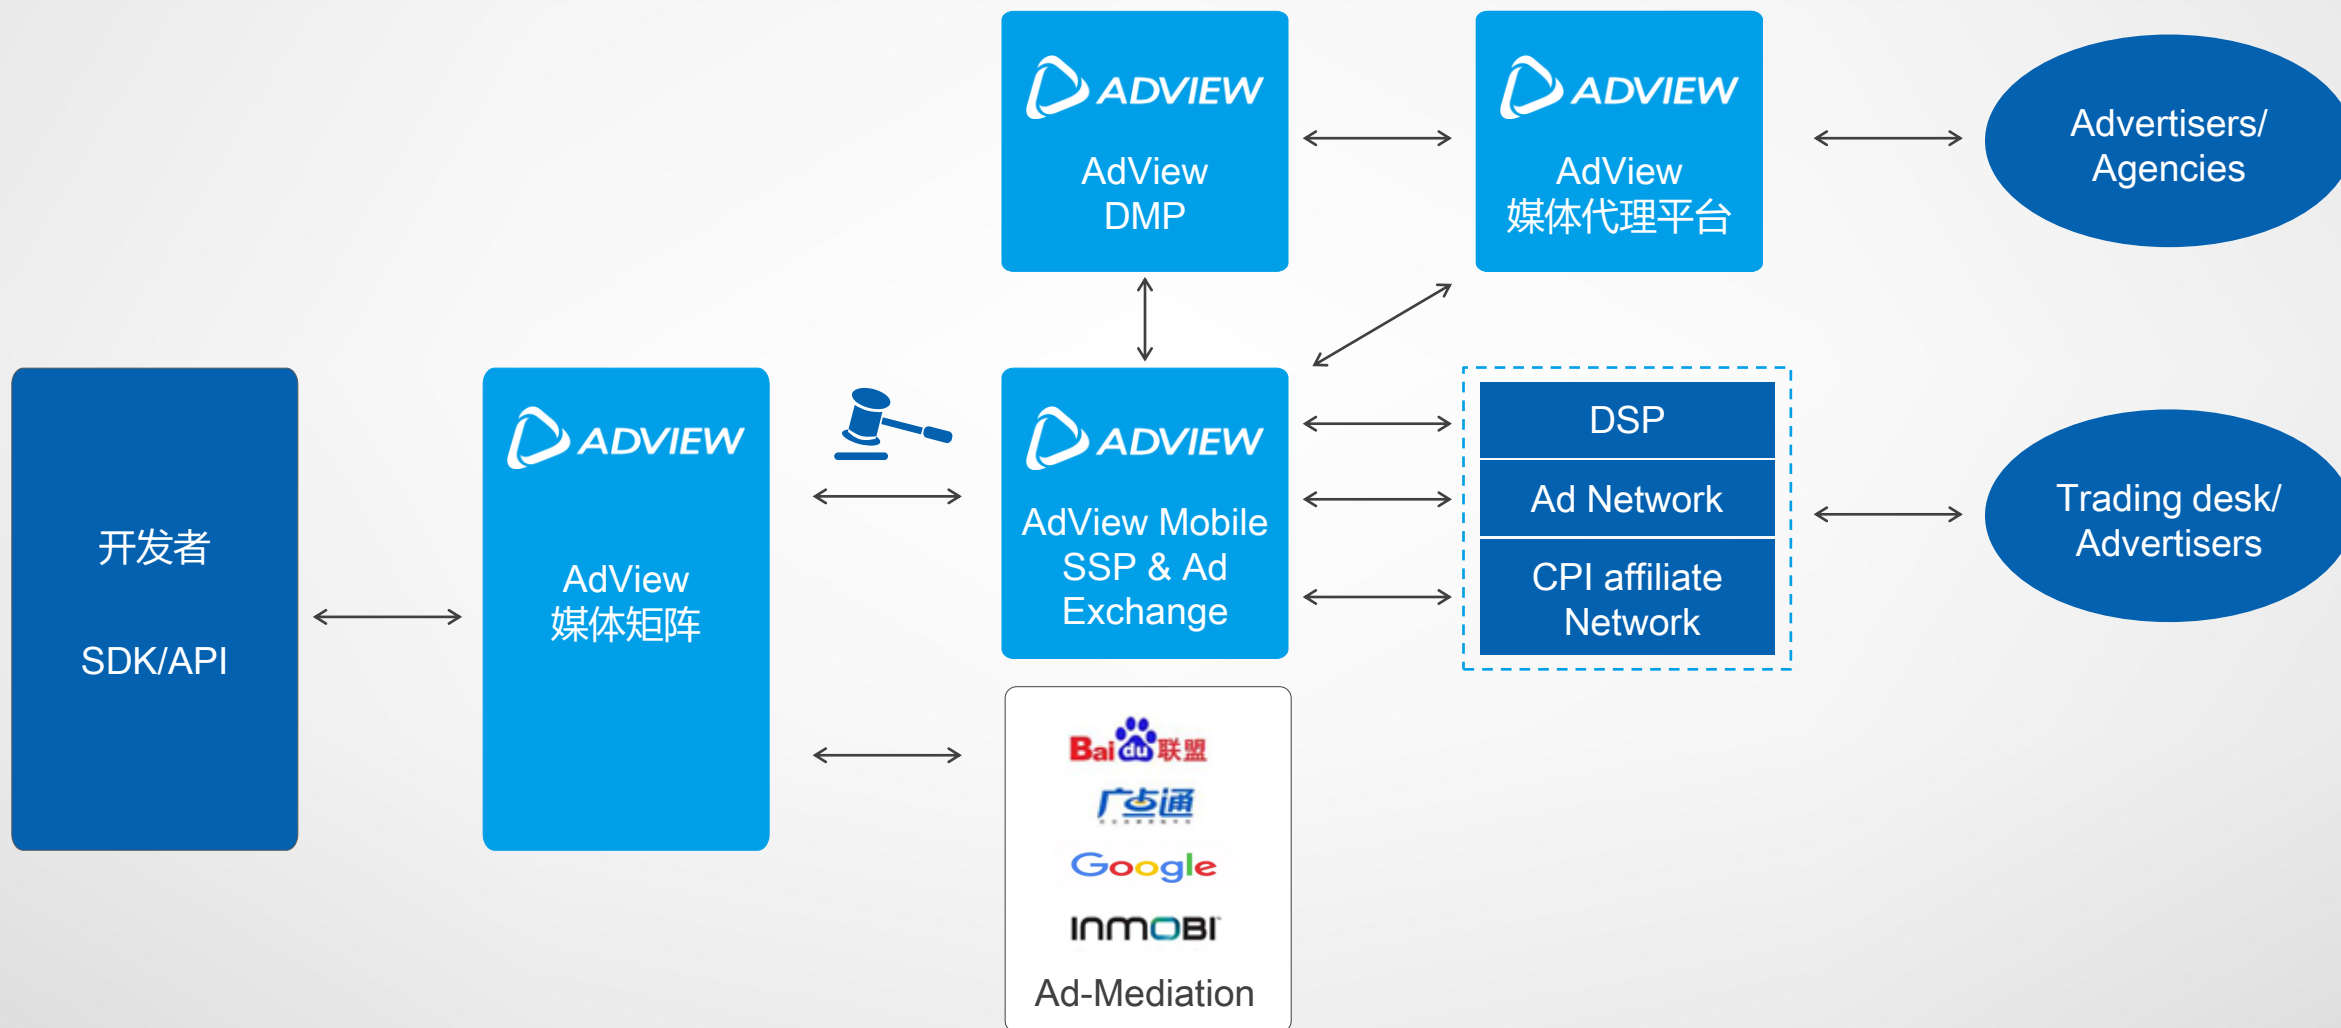 ADVIEW
AdView
DMP
ADVIEW
AdView
媒体代理平台
Advertisers/
Agencies
开发者
SDK/API
ADVIEW
AdView
媒体矩阵
ADVIEW
AdView Mobile
SSP & Ad
Exchange
DSP
Ad Network
CPI affiliate
Network
Trading desk/
Advertisers
Baidu联盟
广点通
Google
INMOBI
Ad-Mediation